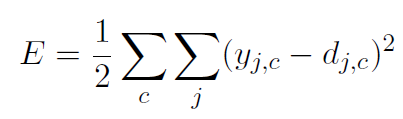 E = \frac{1}{2} \sum_{c} \sum_{j} (y_{j,c} - d_{j,c})^2